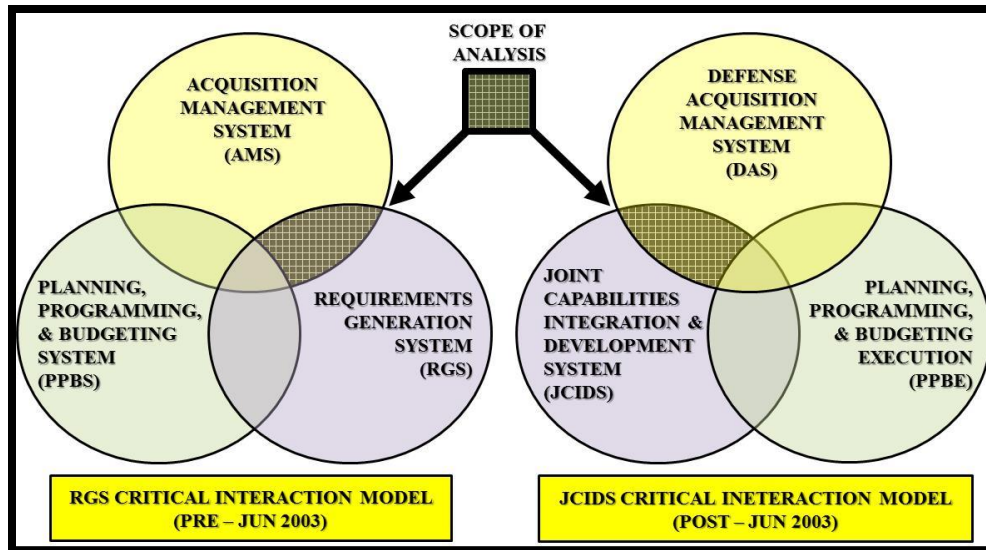 SCOPE OF
ANALYSIS
ACQUISITION
MANAGEMENT
SYSTEM
(AMS)
PLANNING,
PROGRAMMING,
& BUDGETING
SYSTEM
(PPBS)
REQUIREMENTS
GENERATION
SYSTEM
(RGS)
RGS CRITICAL INTERACTION MODEL
(PRE – JUN 2003)
DEFENSE
ACQUISITION
MANAGEMENT
SYSTEM
(DAS)
JOINT
CAPABILITIES
INTEGRATION &
DEVELOPMENT
SYSTEM
(JCIDS)
PLANNING,
PROGRAMMING,
& BUDGETING
EXECUTION
(PPBE)
JCIDS CRITICAL INETERACTION MODEL
(POST – JUN 2003)